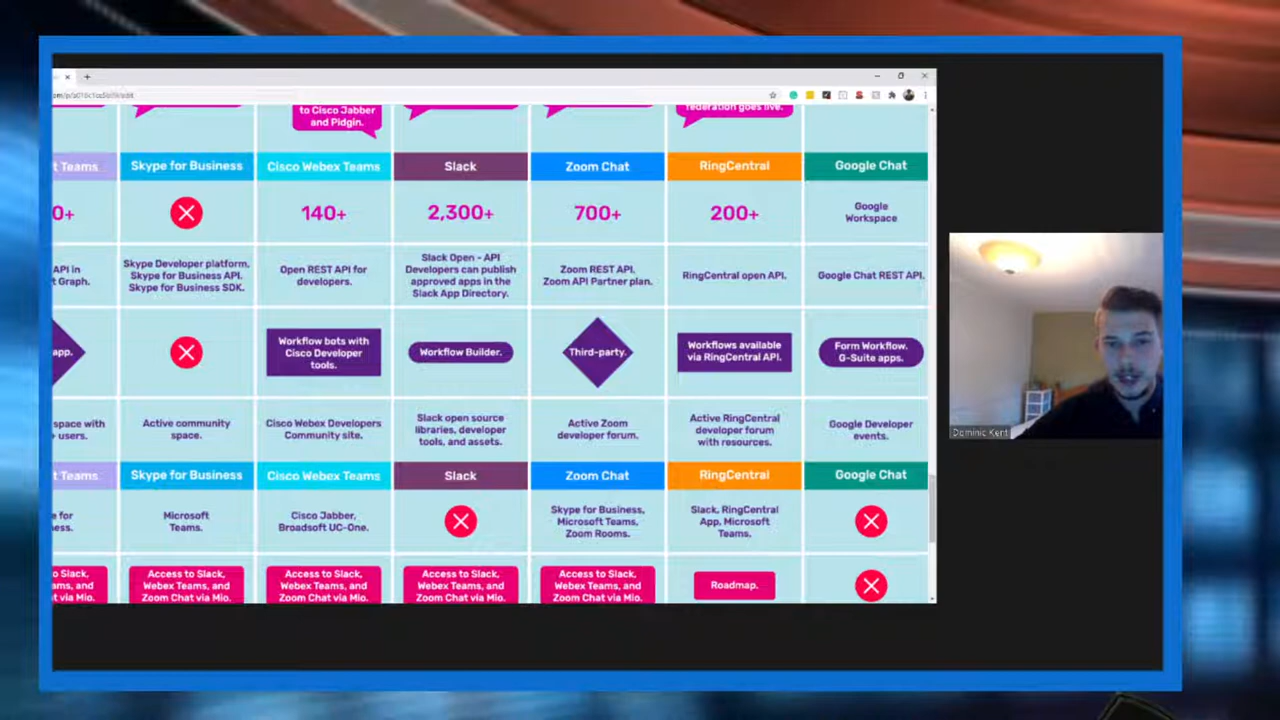 to Cisco Jabber
and Pidgin.
federation goes live.
t Teams
Skype for Business
Cisco Webex Teams
Slack
Zoom Chat
RingCentral
Google Chat
0+
140+
2,300+
700+
200+
Google
Workspace
API in
t Graph.
Skype Developer platform,
Skype for Business API.
Skype for Business SDK.
Open REST API for
developers.
Slack Open - API
Developers can publish
approved apps in the
Slack App Directory.
Zoom REST API.
Zoom API Partner plan.
RingCentral open API.
Google Chat REST API.
app.
Workflow bots with
Cisco Developer
tools.
Workflow Builder.
Third-party.
Workflows available
via RingCentral API.
Form Workflow.
G-Suite apps.
space with
+ users.
Active community
space.
Cisco Webex Developers
Community site.
Slack open source
libraries, developer
tools, and assets.
Active Zoom
developer forum.
Active RingCentral
developer forum
with resources.
Google Developer
events.
t Teams
Skype for Business
Cisco Webex Teams
Slack
Zoom Chat
RingCentral
Google Chat
e for
ness.
Microsoft
Teams.
Cisco Jabber,
Broadsoft UC-One.
Skype for Business,
Microsoft Teams,
Zoom Rooms.
Slack, RingCentral
App, Microsoft
Teams.
o Slack,
ams, and
t via Mio.
Access to Slack,
Webex Teams, and
Zoom Chat via Mio.
Access to Slack,
Webex Teams, and
Zoom Chat via Mio.
Access to Slack,
Webex Teams, and
Zoom Chat via Mio.
Access to Slack,
Webex Teams, and
Zoom Chat via Mio.
Roadmap.
Dominic Kent